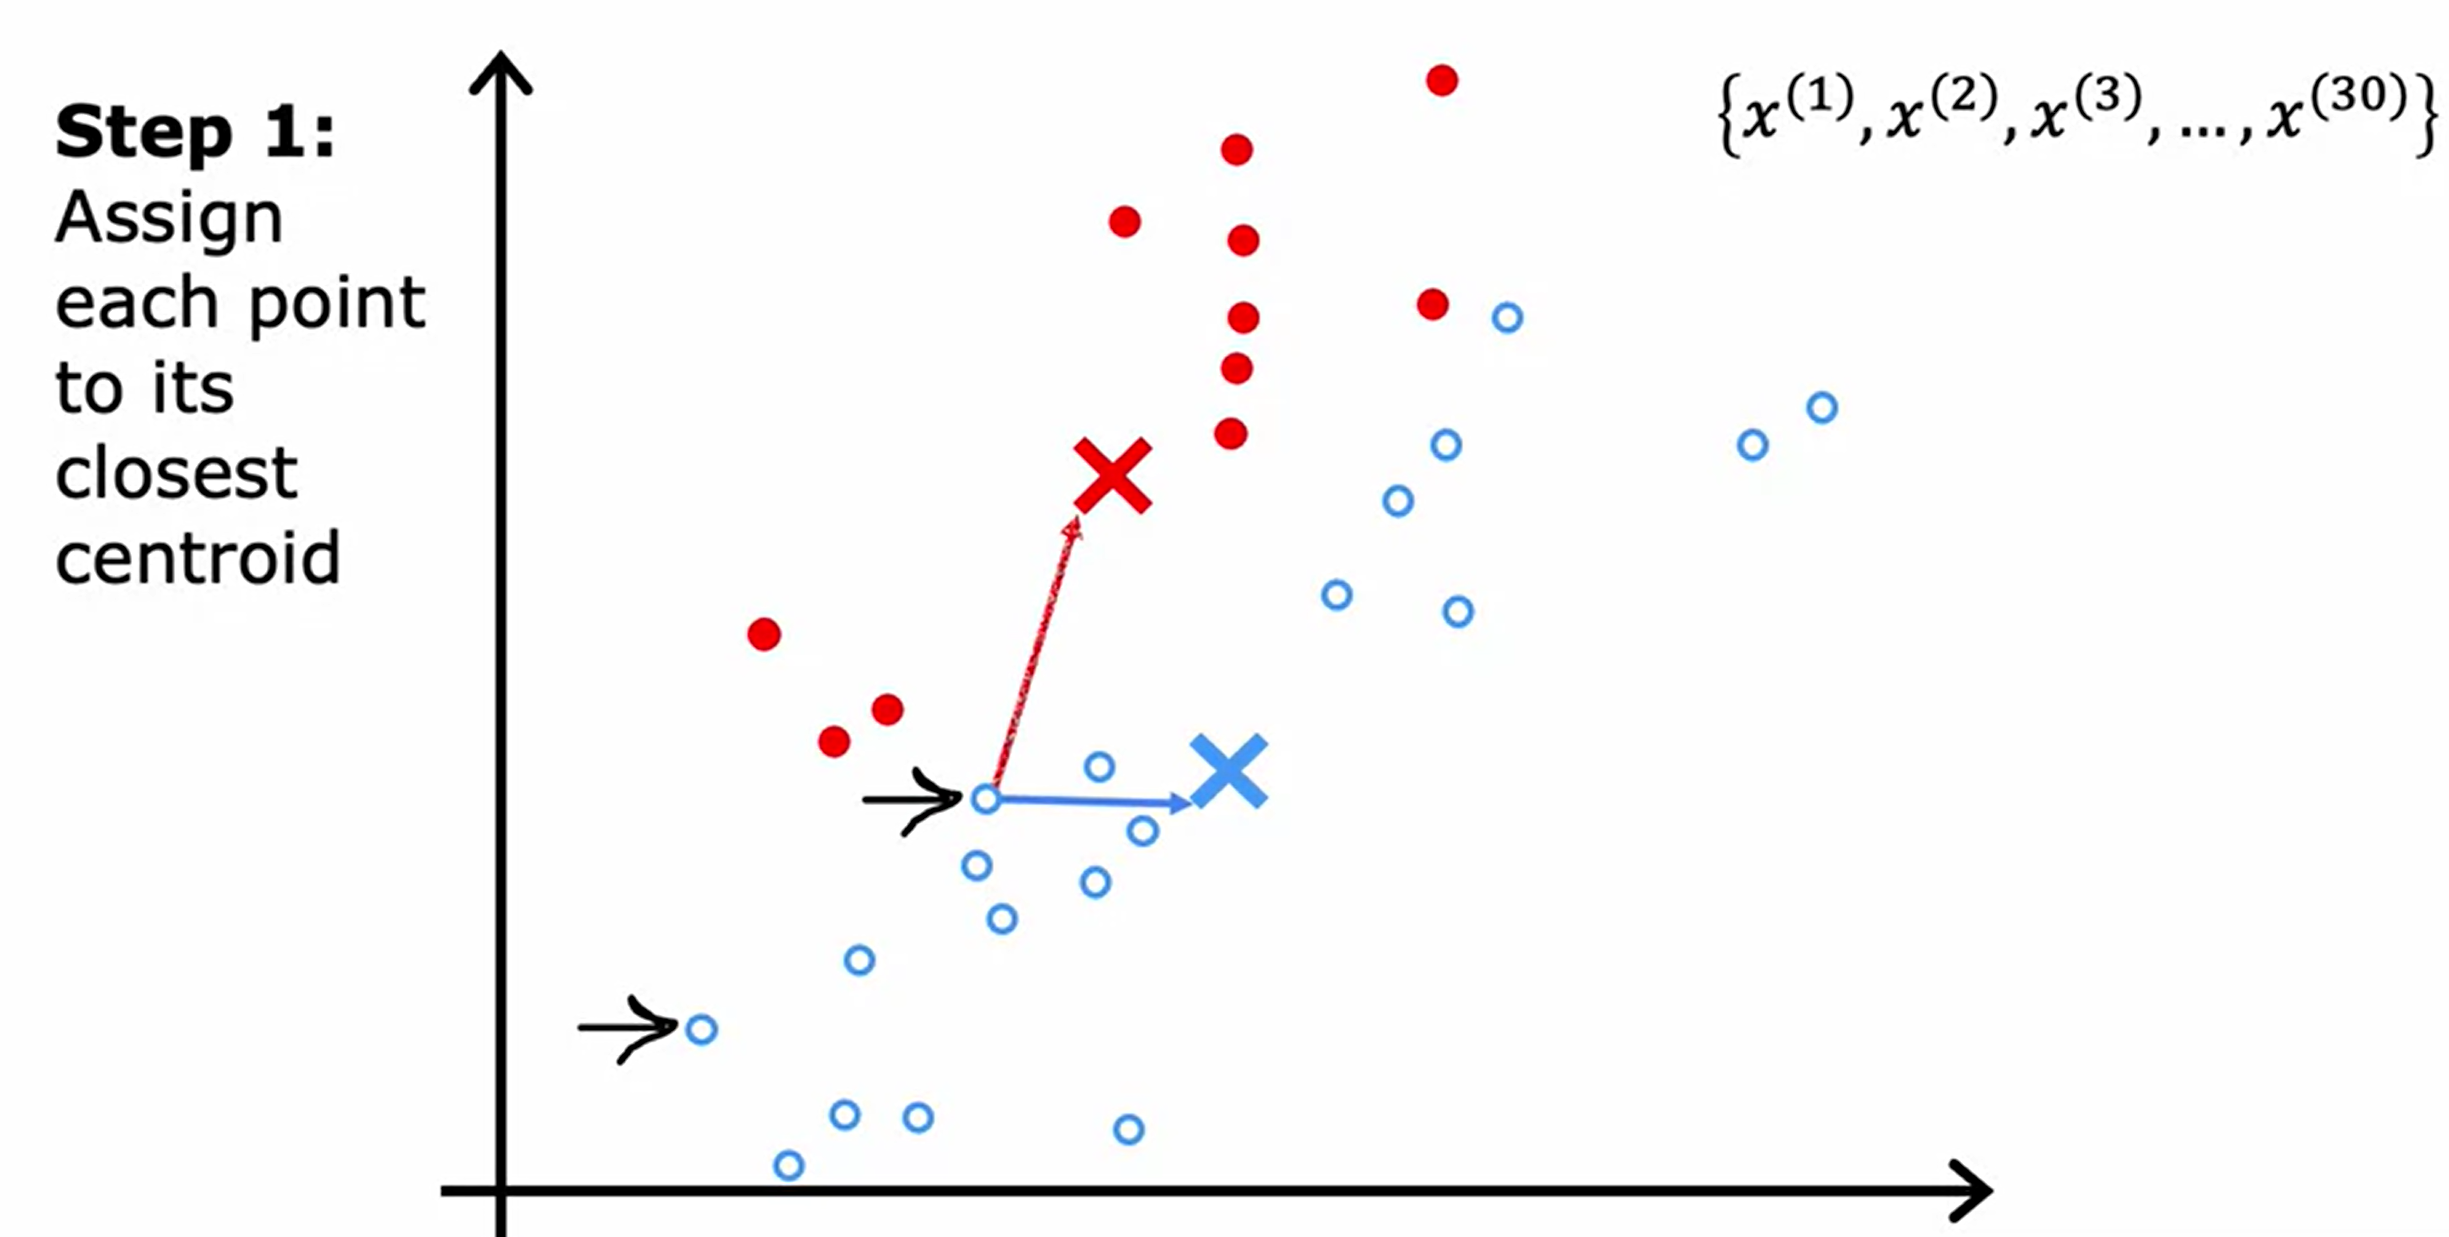 Step 1:
Assign
each point
to its
closest
centroid
{x^(1), x^(2), x^(3), ..., x^(30)}